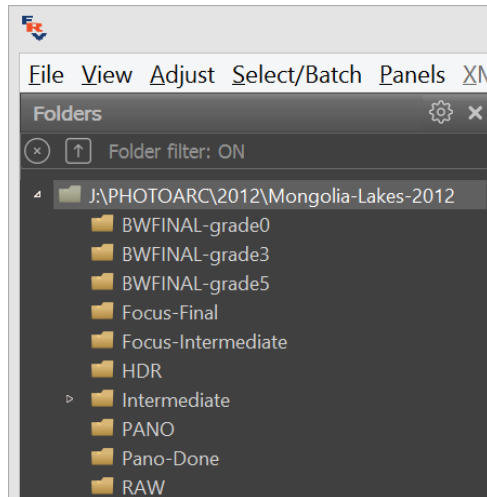 FRV
File View Adjust Select/Batch Panels
Folders
Folder filter: ON
J:\PHOTOARC\2012\Mongolia-Lakes-2012
BWFINAL-grade0
BWFINAL-grade3
BWFINAL-grade5
Focus-Final
Focus-Intermediate
HDR
Intermediate
PANO
Pano-Done
RAW